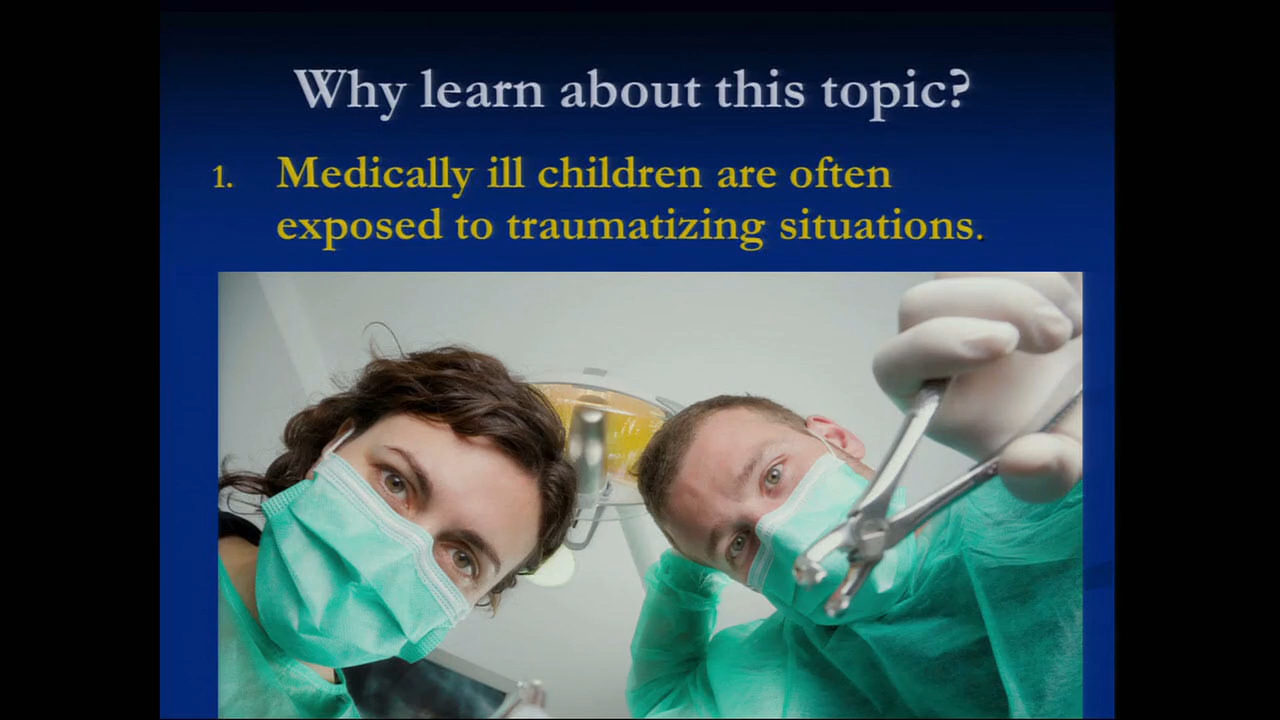 Why learn about this topic?
1. Medically ill children are often
exposed to traumatizing situations.